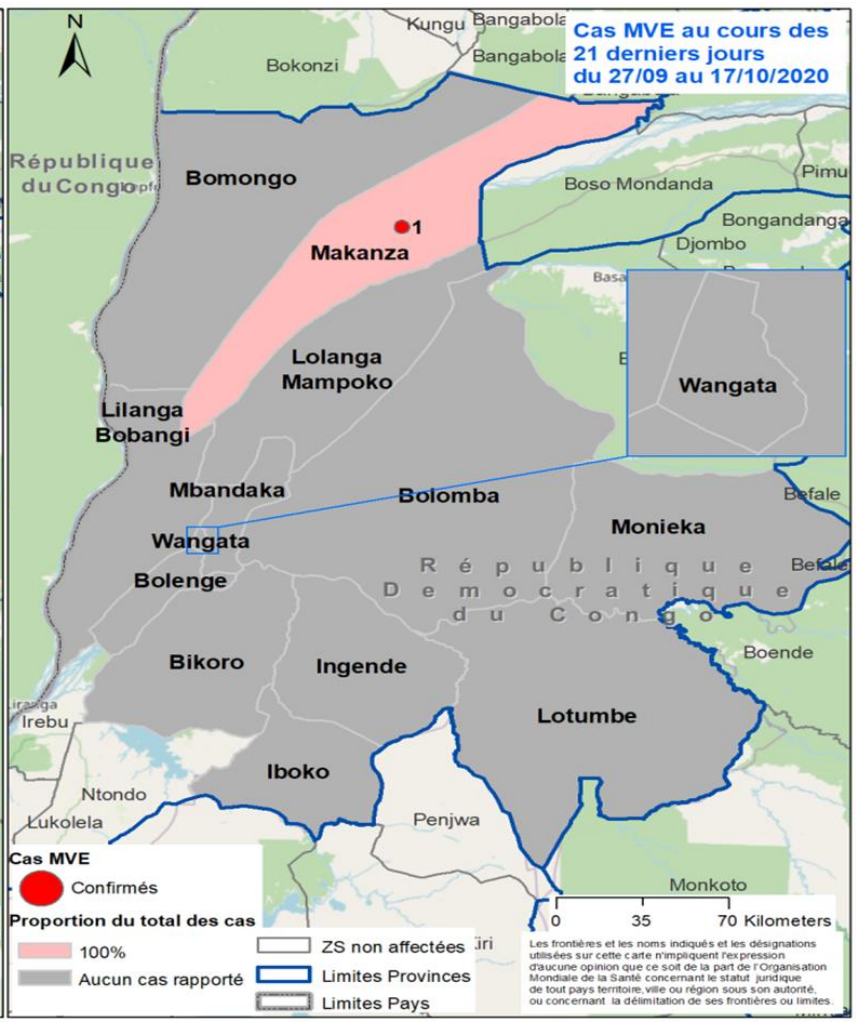 N
Cas MVE au cours des
21 derniers jours
du 27/09 au 17/10/2020
Kungu
Bangabola
Bangabola
Bokonzi
République
du Congo
Bomongo
Pimu
Boso Mondanda
1
Makanza
Bongandanga
Djombo
Basa
Lolanga
Mampoko
Wangata
Lilanga
Bobangi
Mbandaka
Bolomba
Befale
Monieka
Wangata
République
Democratique
du Congo
Befale
Bolenge
Boende
Bikoro
Ingende
Lotumbe
Irebu
Iboko
Ntondo
Lukolela
Penjwa
Monkoto
Cas MVE
Confirmés
Proportion du total des cas
100%
Aucun cas rapporté
ZS non affectées
Limites Provinces
Limites Pays
0 35 70 Kilometers
Les frontières et les noms indiqués et les désignations
utilisées sur cette carte n'impliquent l'expression
d'aucune opinion que ce soit de la part de l'Organisation
Mondiale de la Santé concernant le statut juridique
de tout pays territoire, ville ou région sous son autorité,
ou concernant la délimitation de ses frontières ou limites.